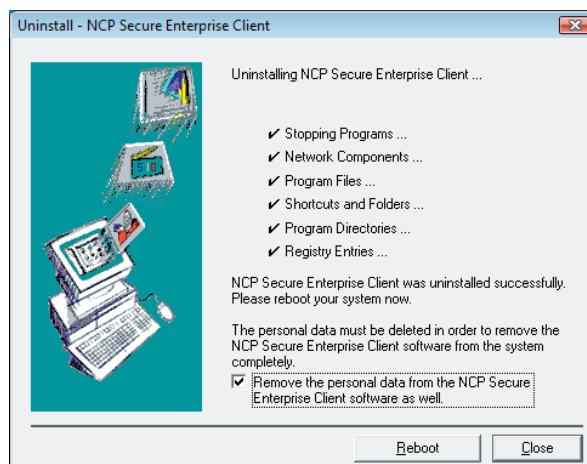 Uninstall - NCP Secure Enterprise Client
Uninstalling NCP Secure Enterprise Client ...
✔ Stopping Programs ...
✔ Network Components ...
✔ Program Files ...
✔ Shortcuts and Folders ...
✔ Program Directories ...
✔ Registry Entries ...
NCP Secure Enterprise Client was uninstalled successfully.
Please reboot your system now.
The personal data must be deleted in order to remove the
NCP Secure Enterprise Client software from the system
completely.
Remove the personal data from the NCP Secure
Enterprise Client software as well.
Reboot
Close